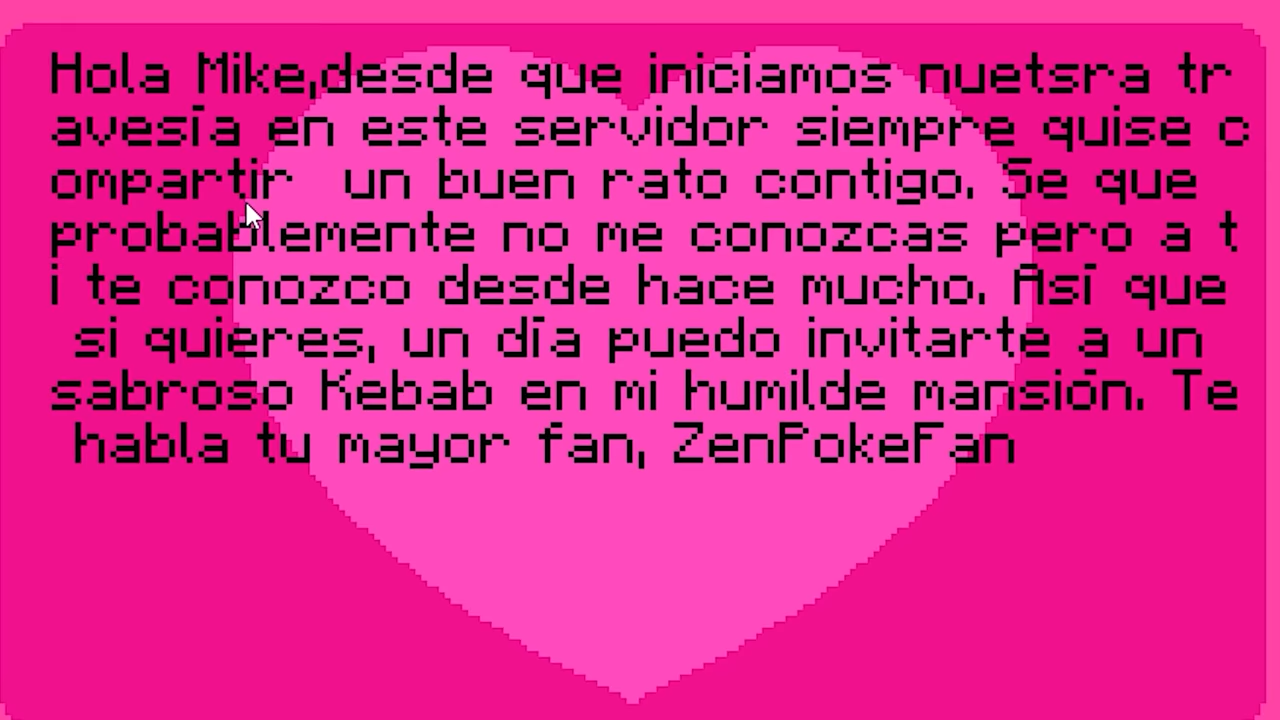 Hola Mike,desde que iniciamos nuetsra tr
avesía en este servidor siempre quise c
ompartir  un buen rato contigo. Se que
probablemente no me conozcas pero a t
i te conozco desde hace mucho. Así que
si quieres, un día puedo invitarte a un
sabroso Kebab en mi humilde mansión. Te
habla tu mayor fan, ZenPokeFan